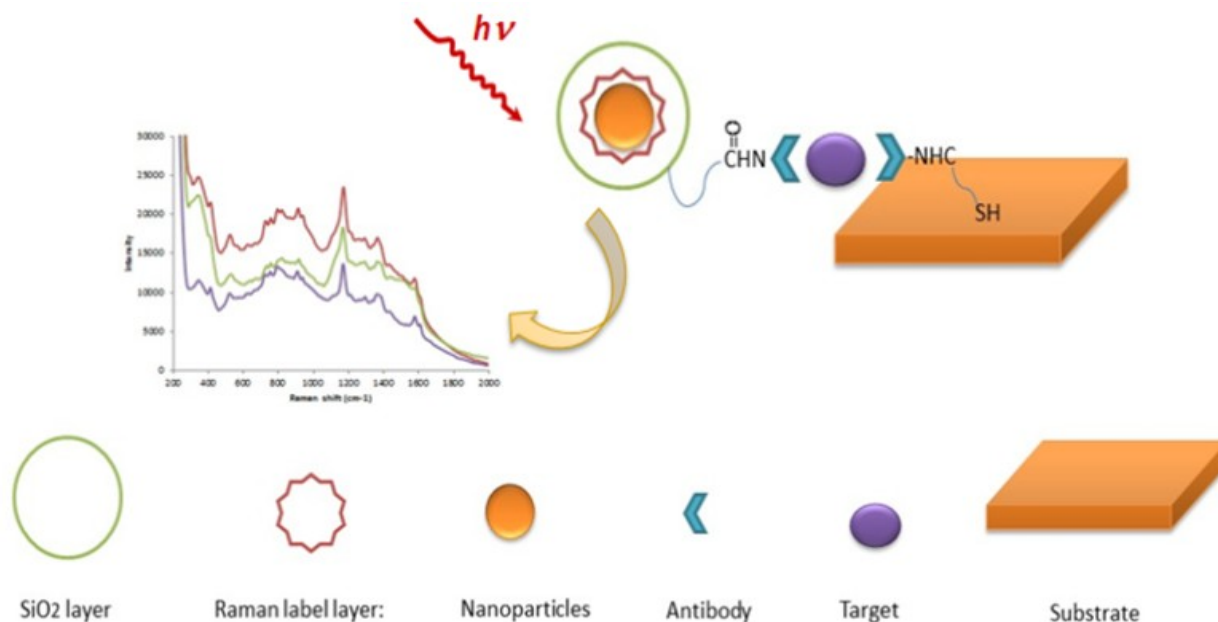 hν
O
CHN
-NHC
SH
30000
25000
20000
15000
10000
5000
0
Intensity
200 400 600 800 1000 1200 1400 1600 1800 2000
Raman shift (cm-1)
SiO2 layer Raman label layer: Nanoparticles Antibody Target Substrate